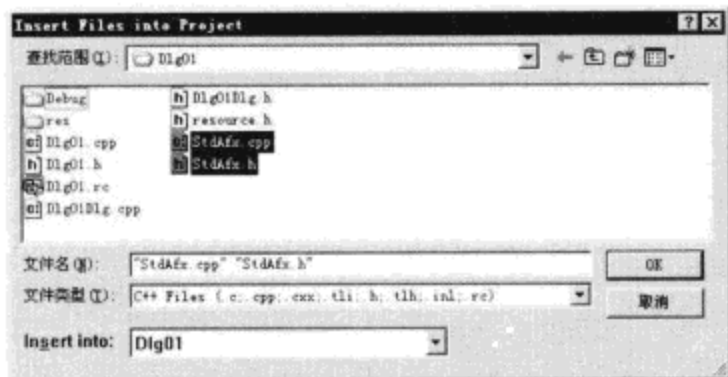 Insert Files into Project
查找范围(I): Dlg01
Debug
res
Dlg01.cpp
Dlg01.h
Dlg01.rc
Dlg01Dlg.cpp
Dlg01Dlg.h
resource.h
StdAfx.cpp
StdAfx.h
文件名(N): "StdAfx.cpp" "StdAfx.h"
OK
文件类型(T): C++ Files (.c;.cpp;.cxx;.tli;.h;.tlh;.inl;.rc)
取消
Insert into: Dlg01